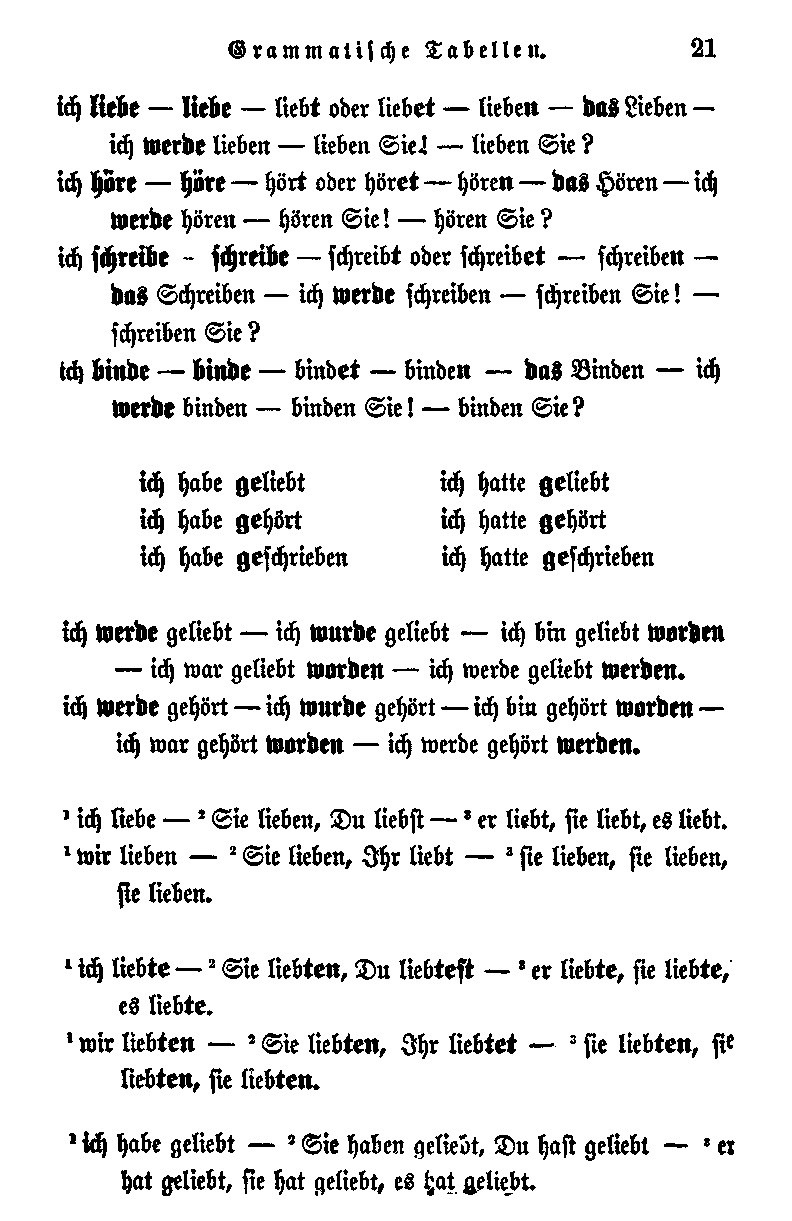 Grammatische Tabellen. 21
ich liebe — liebe — liebt oder liebet — lieben — das Lieben —
ich werde lieben — lieben Sie! — lieben Sie?
ich höre — höre — hört oder höret — hören — das Hören — ich
werde hören — hören Sie! — hören Sie?
ich schreibe - schreibe — schreibt oder schreibet — schreiben —
das Schreiben — ich werde schreiben — schreiben Sie! —
schreiben Sie?
ich binde — binde — bindet — binden — das Binden — ich
werde binden — binden Sie! — binden Sie?
ich habe geliebt ich hatte geliebt
ich habe gehört ich hatte gehört
ich habe geschrieben ich hatte geschrieben
ich werde geliebt — ich wurde geliebt — ich bin geliebt worden
— ich war geliebt worden — ich werde geliebt werden.
ich werde gehört — ich wurde gehört — ich bin gehört worden —
ich war gehört worden — ich werde gehört werden.
¹ ich liebe — ² Sie lieben, Du liebst — ³ er liebt, sie liebt, es liebt.
¹ wir lieben — ² Sie lieben, Ihr liebt — ³ sie lieben, sie lieben,
sie lieben.
¹ ich liebte — ² Sie liebten, Du liebtest — ³ er liebte, sie liebte,
es liebte.
¹ wir liebten — ² Sie liebten, Ihr liebtet — ³ sie liebten, sie
liebten, sie liebten.
¹ ich habe geliebt — ² Sie haben geliebt, Du hast geliebt — ³ er
hat geliebt, sie hat geliebt, es hat geliebt.